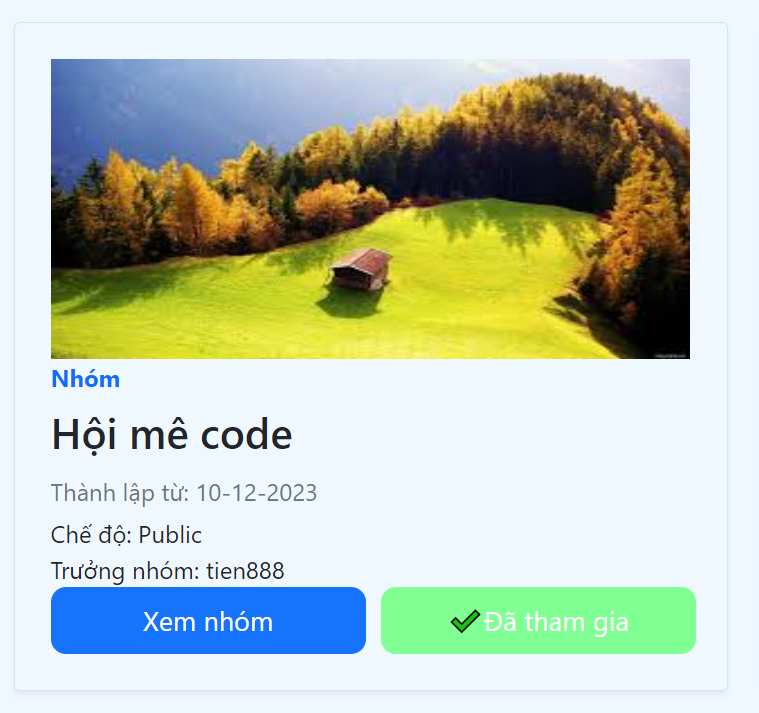 Nhóm
Hội mê code
Thành lập từ: 10-12-2023
Chế độ: Public
Trưởng nhóm: tien888
Xem nhóm
Đã tham gia